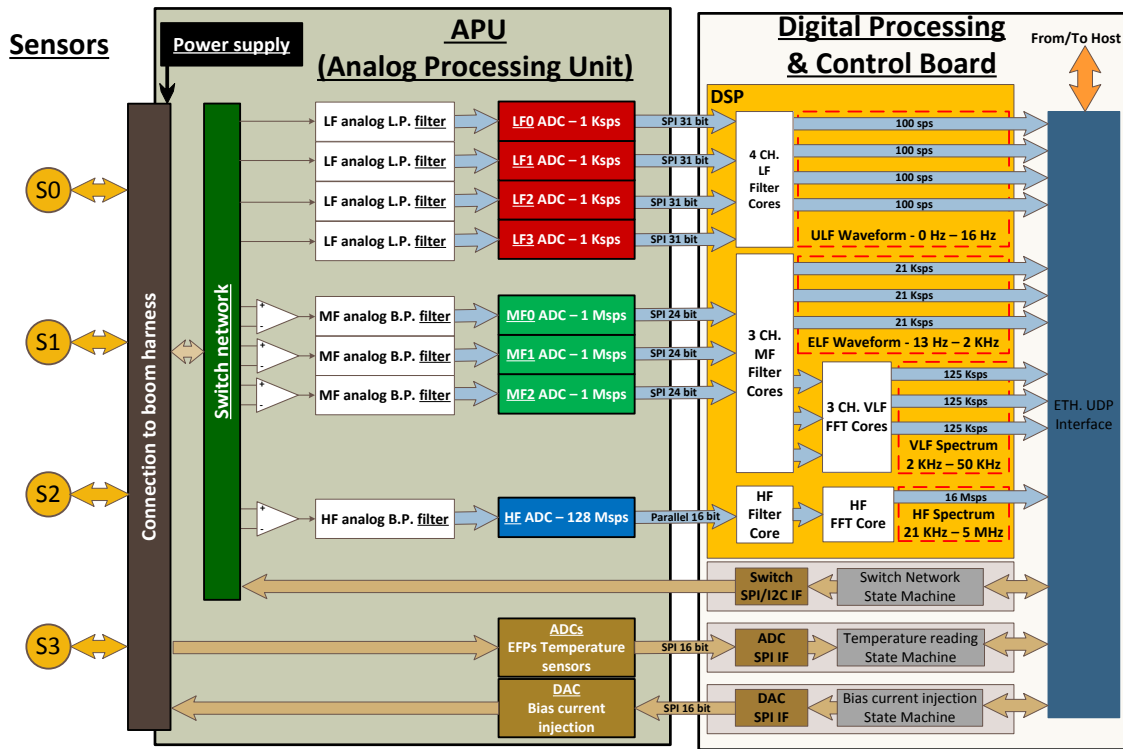 Sensors
Power supply
APU
(Analog Processing Unit)
Digital Processing
& Control Board
From/To Host
S0
S1
S2
S3
Connection to boom harness
Switch network
LF analog L.P. filter
LF0 ADC – 1 Ksps
SPI 31 bit
LF analog L.P. filter
LF1 ADC – 1 Ksps
SPI 31 bit
LF analog L.P. filter
LF2 ADC – 1 Ksps
SPI 31 bit
LF analog L.P. filter
LF3 ADC – 1 Ksps
SPI 31 bit
+
-
MF analog B.P. filter
MF0 ADC – 1 Msps
SPI 24 bit
+
-
MF analog B.P. filter
MF1 ADC – 1 Msps
SPI 24 bit
+
-
MF analog B.P. filter
MF2 ADC – 1 Msps
SPI 24 bit
+
-
HF analog B.P. filter
HF ADC – 128 Msps
Parallel 16 bit
ADCs
EFPs Temperature
sensors
SPI 16 bit
DAC
Bias current
injection
SPI 16 bit
DSP
4 CH.
LF
Filter
Cores
100 sps
100 sps
100 sps
100 sps
ULF Waveform - 0 Hz – 16 Hz
3 CH.
MF
Filter
Cores
21 Ksps
21 Ksps
21 Ksps
ELF Waveform - 13 Hz – 2 KHz
3 CH. VLF
FFT Cores
125 Ksps
125 Ksps
125 Ksps
VLF Spectrum
2 KHz – 50 KHz
HF
Filter
Core
HF
FFT Core
16 Msps
HF Spectrum
21 KHz – 5 MHz
Switch
SPI/I2C IF
Switch Network
State Machine
ADC
SPI IF
Temperature reading
State Machine
DAC
SPI IF
Bias current injection
State Machine
ETH. UDP
Interface